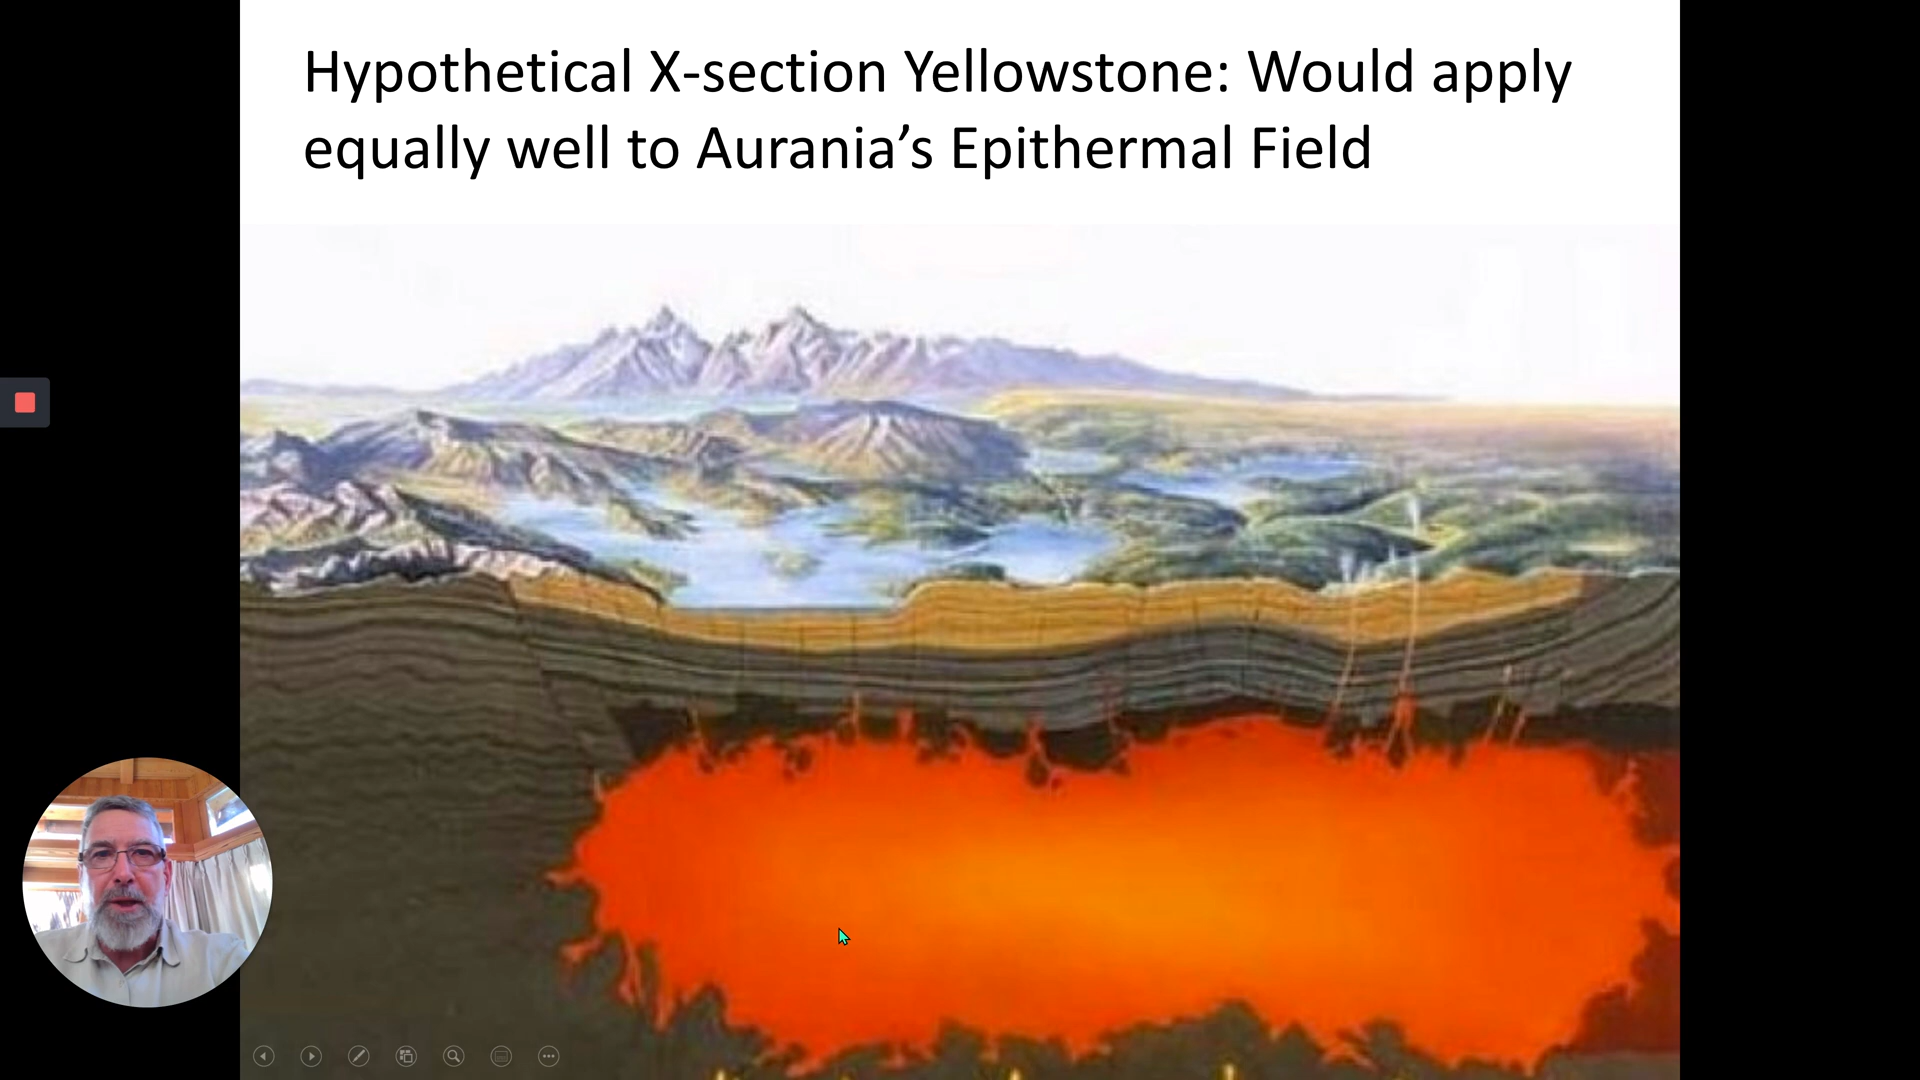 Hypothetical X-section Yellowstone: Would apply
equally well to Aurania’s Epithermal Field